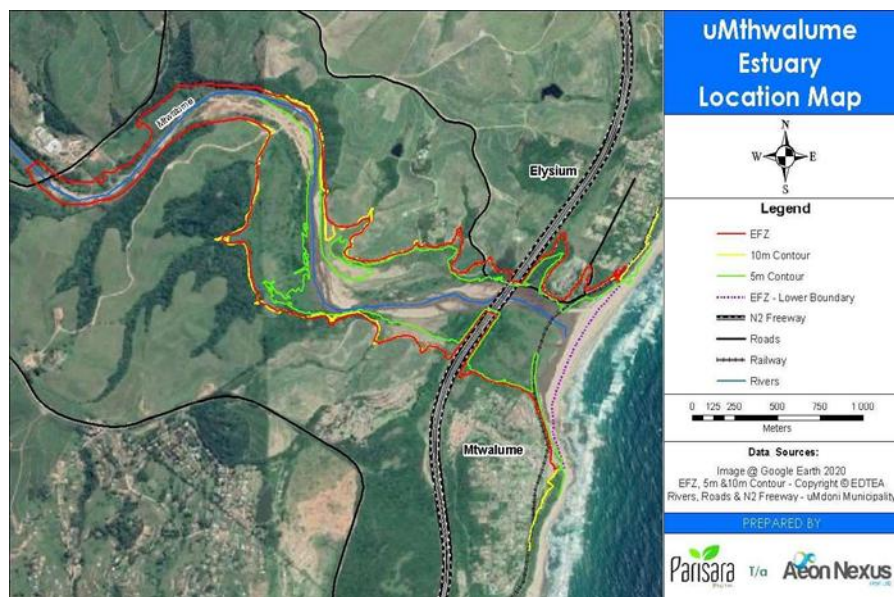 uMthwalume
Estuary
Location Map
N
W E
S
Legend
EFZ
10m Contour
5m Contour
EFZ - Lower Boundary
N2 Freeway
Roads
Railway
Rivers
0 125 250 500 750 1 000
Meters
Data Sources:
Image @ Google Earth 2020
EFZ, 5m &10m Contour - Copyright © EDTEA
Rivers, Roads & N2 Freeway - uMdoni Municipality
PREPARED BY
Parisara
T/a
Aeon Nexus
Mtwalume
Elysium
Mtwalume